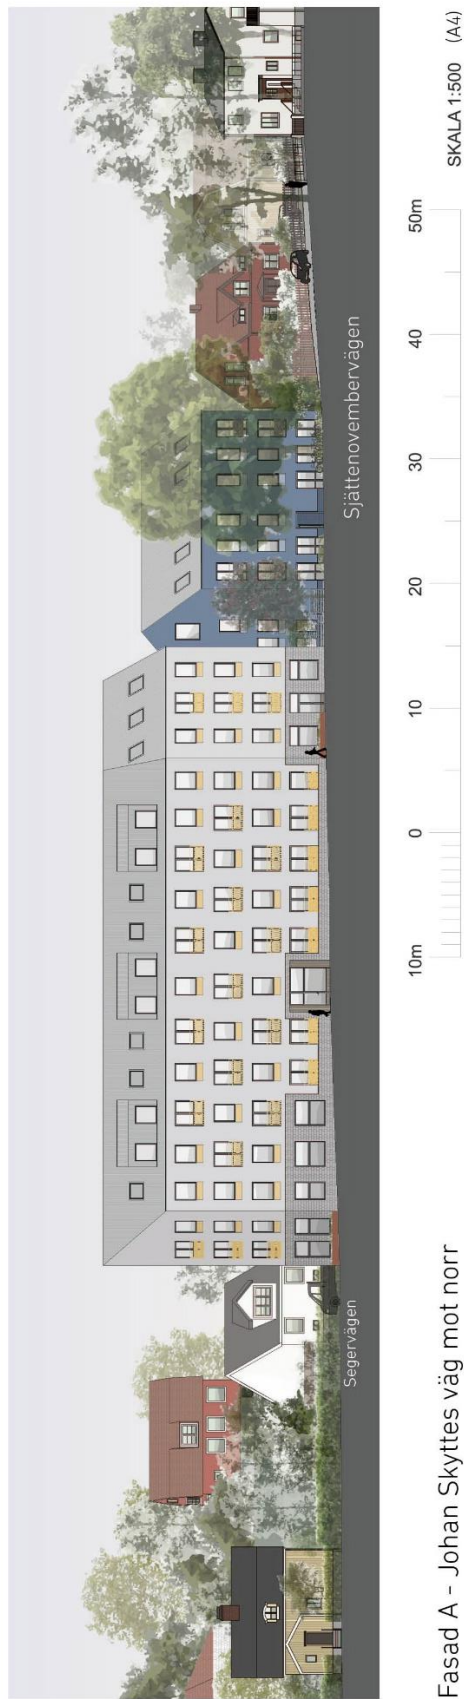 Segervägen
Sjättenovembervägen
Fasad A - Johan Skyttes väg mot norr
10m 0 10 20 30 40 50m
SKALA 1:500 (A4)